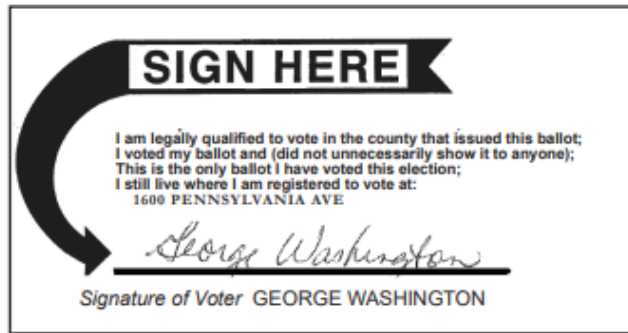 SIGN HERE
I am legally qualified to vote in the county that issued this ballot;
I voted my ballot and (did not unnecessarily show it to anyone);
This is the only ballot I have voted this election;
I still live where I am registered to vote at:
1600 PENNSYLVANIA AVE
George Washington
Signature of Voter GEORGE WASHINGTON